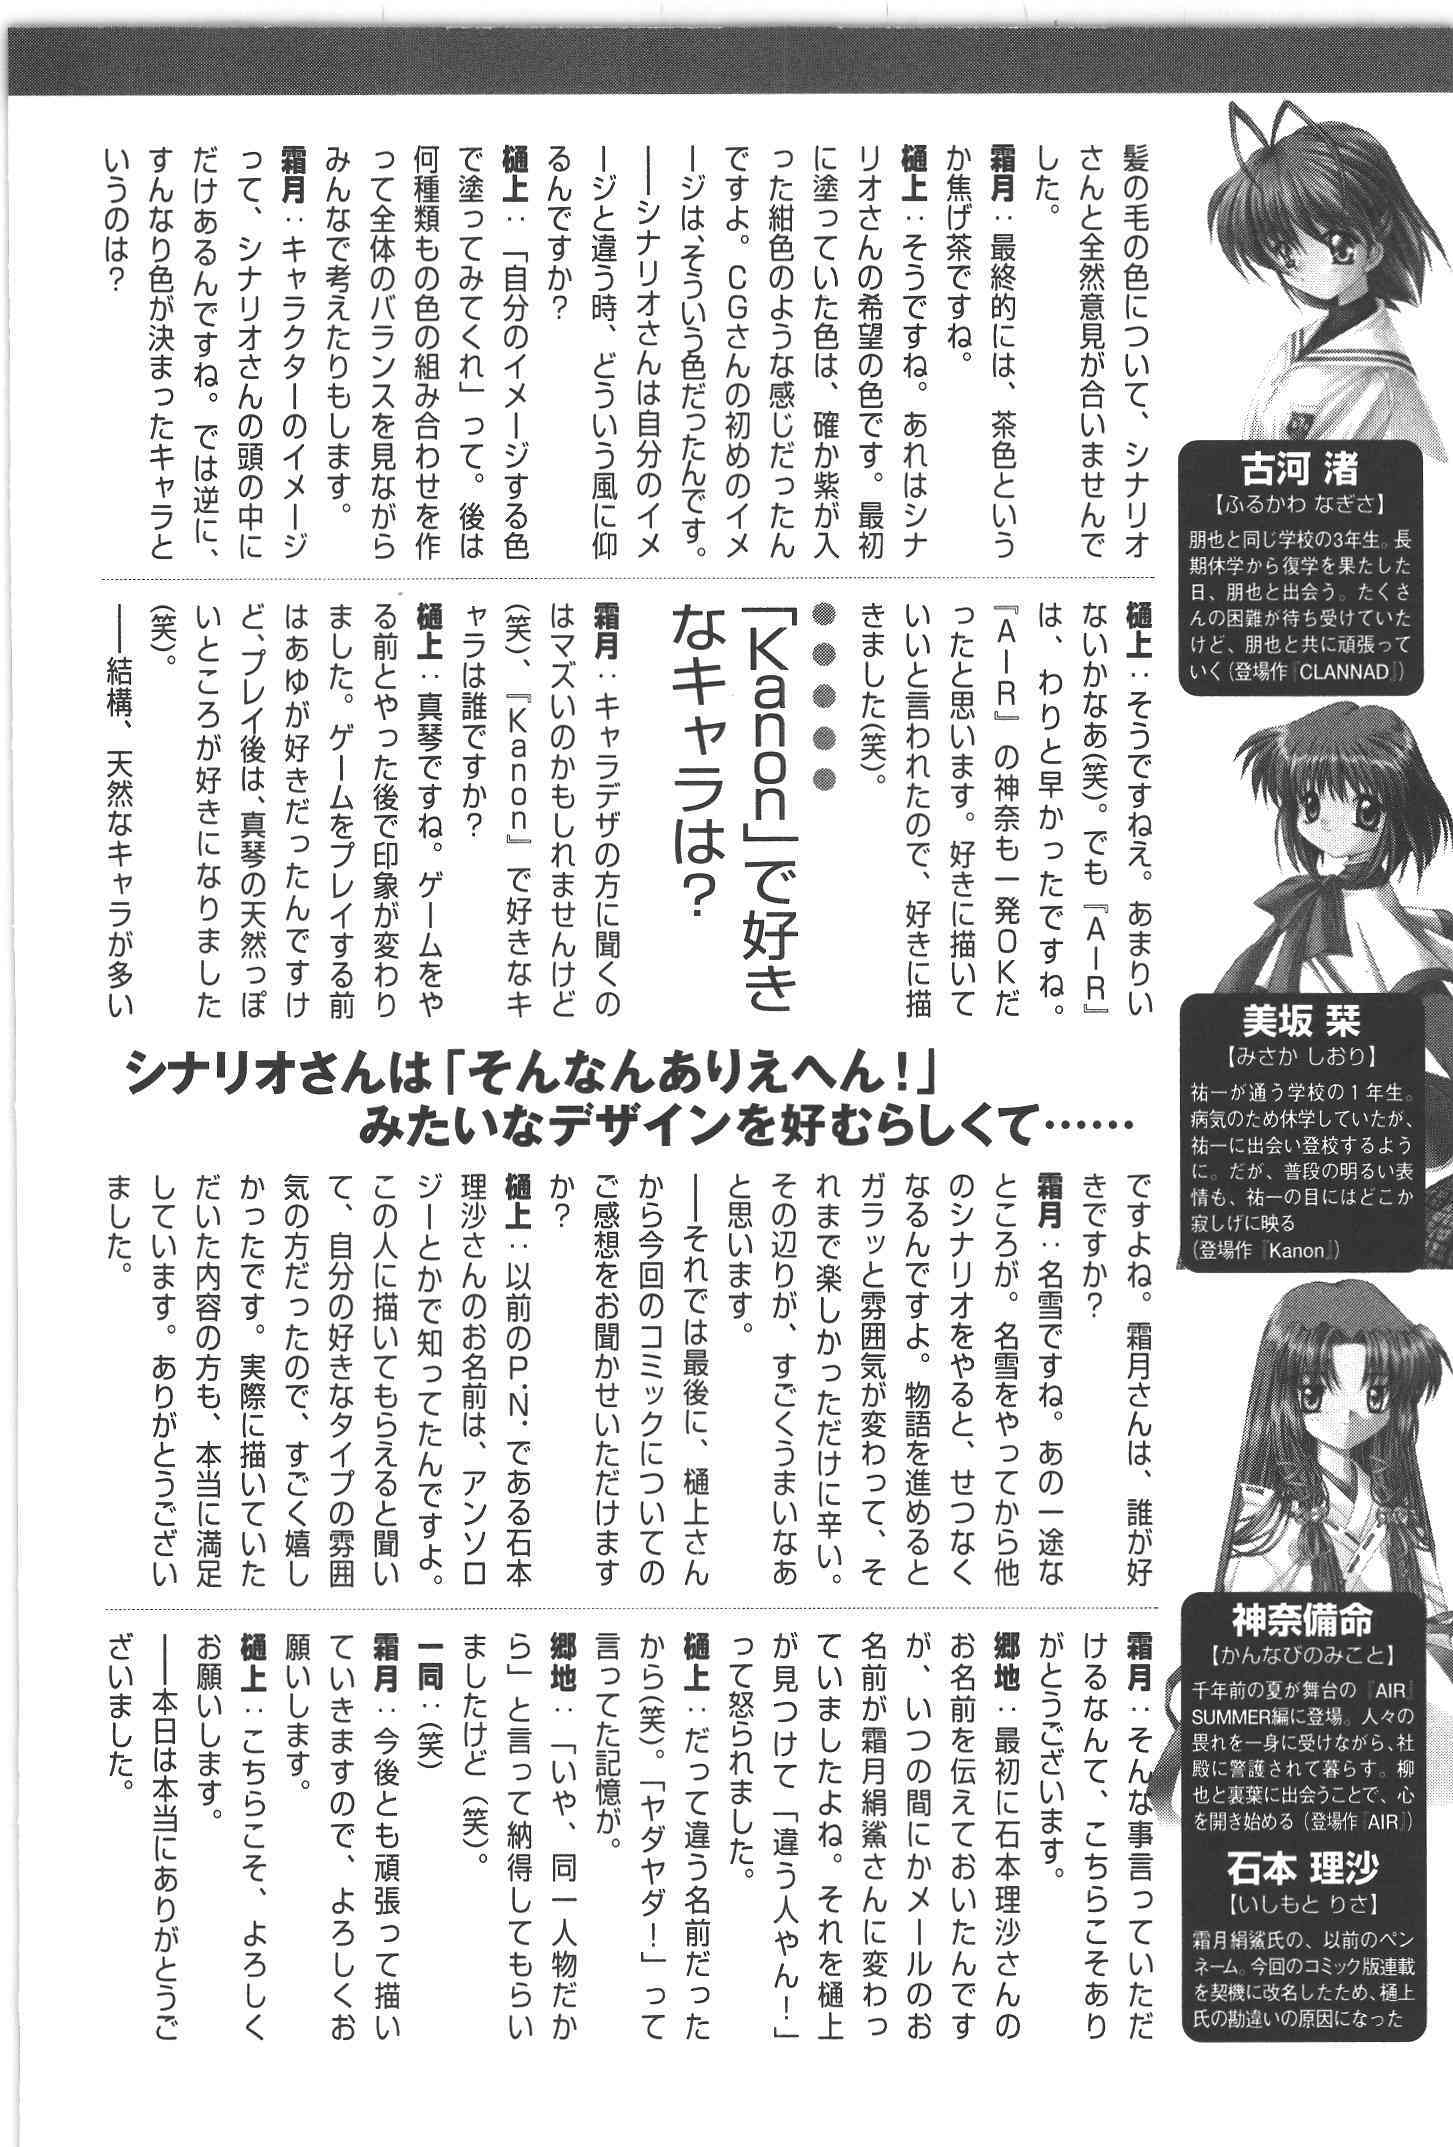 髪の毛の色について、シナリオ
さんと全然意見が合いませんで
した。
霜月：最終的には、茶色という
か焦げ茶ですね。
樋上：そうですね。あれはシナ
リオさんの希望の色です。最初
に塗っていた色は、確か紫が入
った紺色のような感じだったん
ですよ。ＣＧさんの初めのイメ
ージは、そういう色だったんです。
――シナリオさんは自分のイメ
ージと違う時、どういう風に仰
るんですか？
樋上：「自分のイメージする色
で塗ってみてくれ」って。後は
何種類もの色の組み合わせを作
って全体のバランスを見ながら
みんなで考えたりもします。
霜月：キャラクターのイメージ
って、シナリオさんの頭の中に
だけあるんですね。では逆に、
すんなり色が決まったキャラと
いうのは？
樋上：そうですねえ。あまりい
ないかなあ(笑)。でも『ＡＩＲ』
は、わりと早かったですね。
『ＡＩＲ』の神奈も一発ＯＫだ
ったと思います。好きに描いて
いいと言われたので、好きに描
きました(笑)。
●●●●●
「Kanon」で好き
なキャラは？
霜月：キャラデザの方に聞くの
はマズいのかもしれませんけど
(笑)、『Kanon』で好きなキ
ャラは誰ですか？
樋上：真琴ですね。ゲームをや
る前とやった後で印象が変わり
ました。ゲームをプレイする前
はあゆが好きだったんですけ
ど、プレイ後は、真琴の天然っぽ
いところが好きになりました
(笑)。
――結構、天然なキャラが多い
シナリオさんは「そんなんありえへん！」
みたいなデザインを好むらしくて……
ですよね。霜月さんは、誰が好
きですか？
霜月：名雪ですね。あの一途な
ところが。名雪をやってから他
のシナリオをやると、せつなく
なるんですよ。物語を進めると
ガラッと雰囲気が変わって、そ
れまで楽しかっただけに辛い。
その辺りが、すごくうまいなあ
と思います。
――それでは最後に、樋上さん
から今回のコミックについての
ご感想をお聞かせいただけます
か？
樋上：以前のＰ.Ｎ.である石本
理沙さんのお名前は、アンソロ
ジーとかで知ってたんですよ。
この人に描いてもらえると聞い
て、自分の好きなタイプの雰囲
気の方だったので、すごく嬉し
かったです。実際に描いていた
だいた内容の方も、本当に満足
しています。ありがとうござい
ました。
霜月：そんな事言っていただ
けるなんて、こちらこそあり
がとうございます。
郷地：最初に石本理沙さんの
お名前を伝えておいたんです
が、いつの間にかメールのお
名前が霜月絹鯊さんに変わっ
ていましたよね。それを樋上
が見つけて「違う人やん！」
って怒られました。
樋上：だって違う名前だった
から(笑)。「ヤダヤダ！」って
言ってた記憶が。
郷地：「いや、同一人物だか
ら」と言って納得してもらい
ましたけど（笑）。
一同：(笑)
霜月：今後とも頑張って描い
ていきますので、よろしくお
願いします。
樋上：こちらこそ、よろしく
お願いします。
――本日は本当にありがとうご
ざいました。
古河 渚
【ふるかわ なぎさ】
朋也と同じ学校の3年生。長
期休学から復学を果たした
日、朋也と出会う。たくさ
んの困難が待ち受けていた
けど、朋也と共に頑張って
いく（登場作『CLANNAD』）
美坂 栞
【みさか しおり】
祐一が通う学校の１年生。
病気のため休学していたが、
祐一に出会い登校するよう
に。だが、普段の明るい表
情も、祐一の目にはどこか
寂しげに映る
（登場作『Kanon』）
神奈備命
【かんなびのみこと】
千年前の夏が舞台の『AIR』
SUMMER編に登場。人々の
畏れを一身に受けながら、社
殿に警護されて暮らす。柳
也と裏葉に出会うことで、心
を開き始める（登場作『AIR』）
石本 理沙
【いしもと りさ】
霜月絹鯊氏の、以前のペン
ネーム。今回のコミック版連載
を契機に改名したため、樋上
氏の勘違いの原因になった